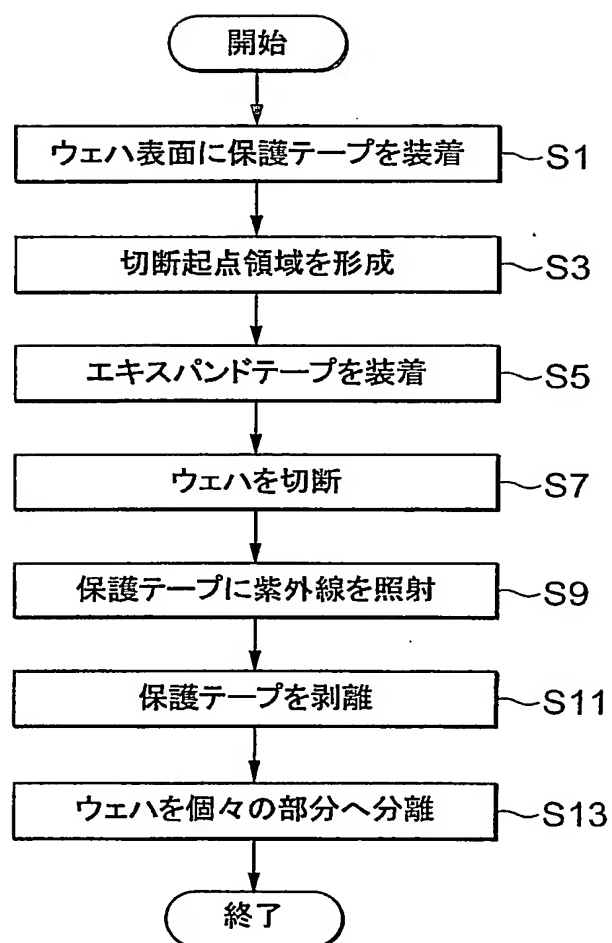 開始
ウェハ表面に保護テープを装着 S1
切断起点領域を形成 S3
エキスパンドテープを装着 S5
ウェハを切断 S7
保護テープに紫外線を照射 S9
保護テープを剥離 S11
ウェハを個々の部分へ分離 S13
終了